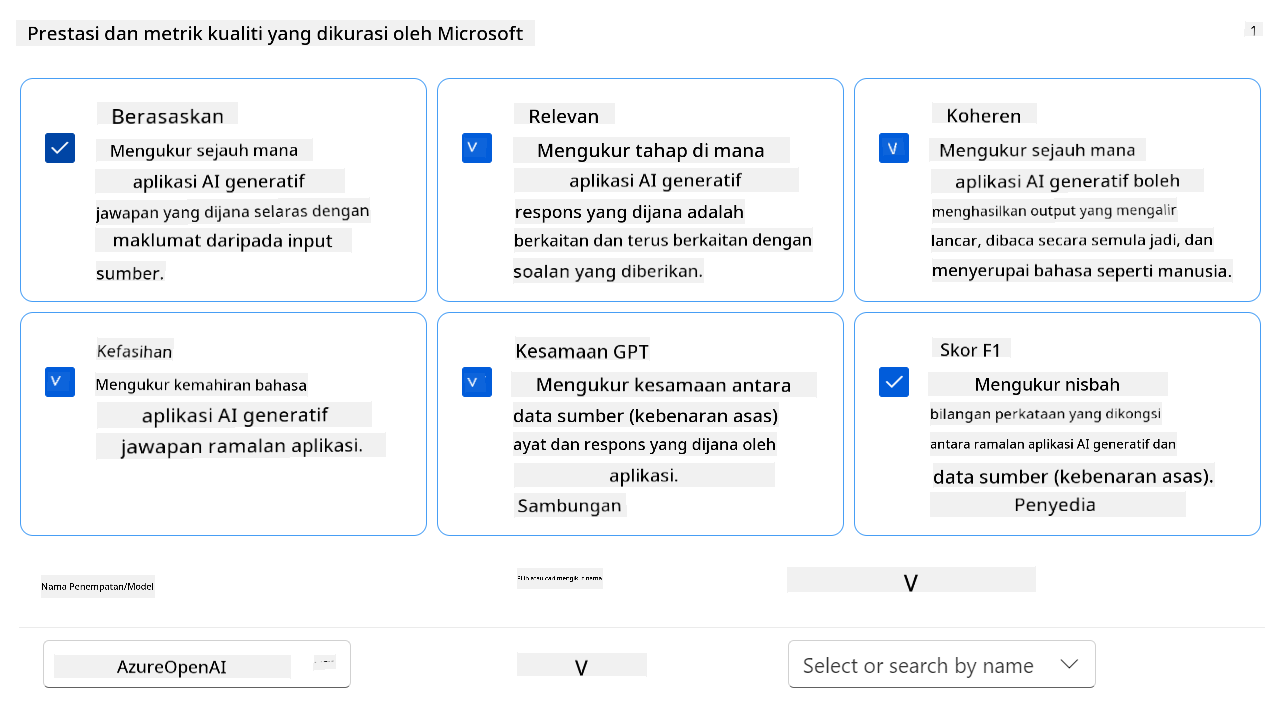 Prestasi dan metrik kualiti yang dikurasi oleh Microsoft
1
Berasaskan
Mengukur sejauh mana
aplikasi AI generatif
jawapan yang dijana selaras dengan
maklumat daripada input
sumber.
Relevan
Mengukur tahap di mana
aplikasi AI generatif
respons yang dijana adalah
berkaitan dan terus berkaitan dengan
soalan yang diberikan.
Koheren
Mengukur sejauh mana
aplikasi AI generatif boleh
menghasilkan output yang mengalir
lancar, dibaca secara semula jadi, dan
menyerupai bahasa seperti manusia.
Kefasihan
Mengukur kemahiran bahasa
aplikasi AI generatif
jawapan ramalan aplikasi.
Kesamaan GPT
Mengukur kesamaan antara
data sumber (kebenaran asas)
ayat dan respons yang dijana oleh
aplikasi.
Sambungan
Skor F1
Mengukur nisbah
bilangan perkataan yang dikongsi
antara ramalan aplikasi AI generatif dan
data sumber (kebenaran asas).
Penyedia
Nama Penempatan/Model
atau cari nama
V
AzureOpenAI
V
Select or search by name